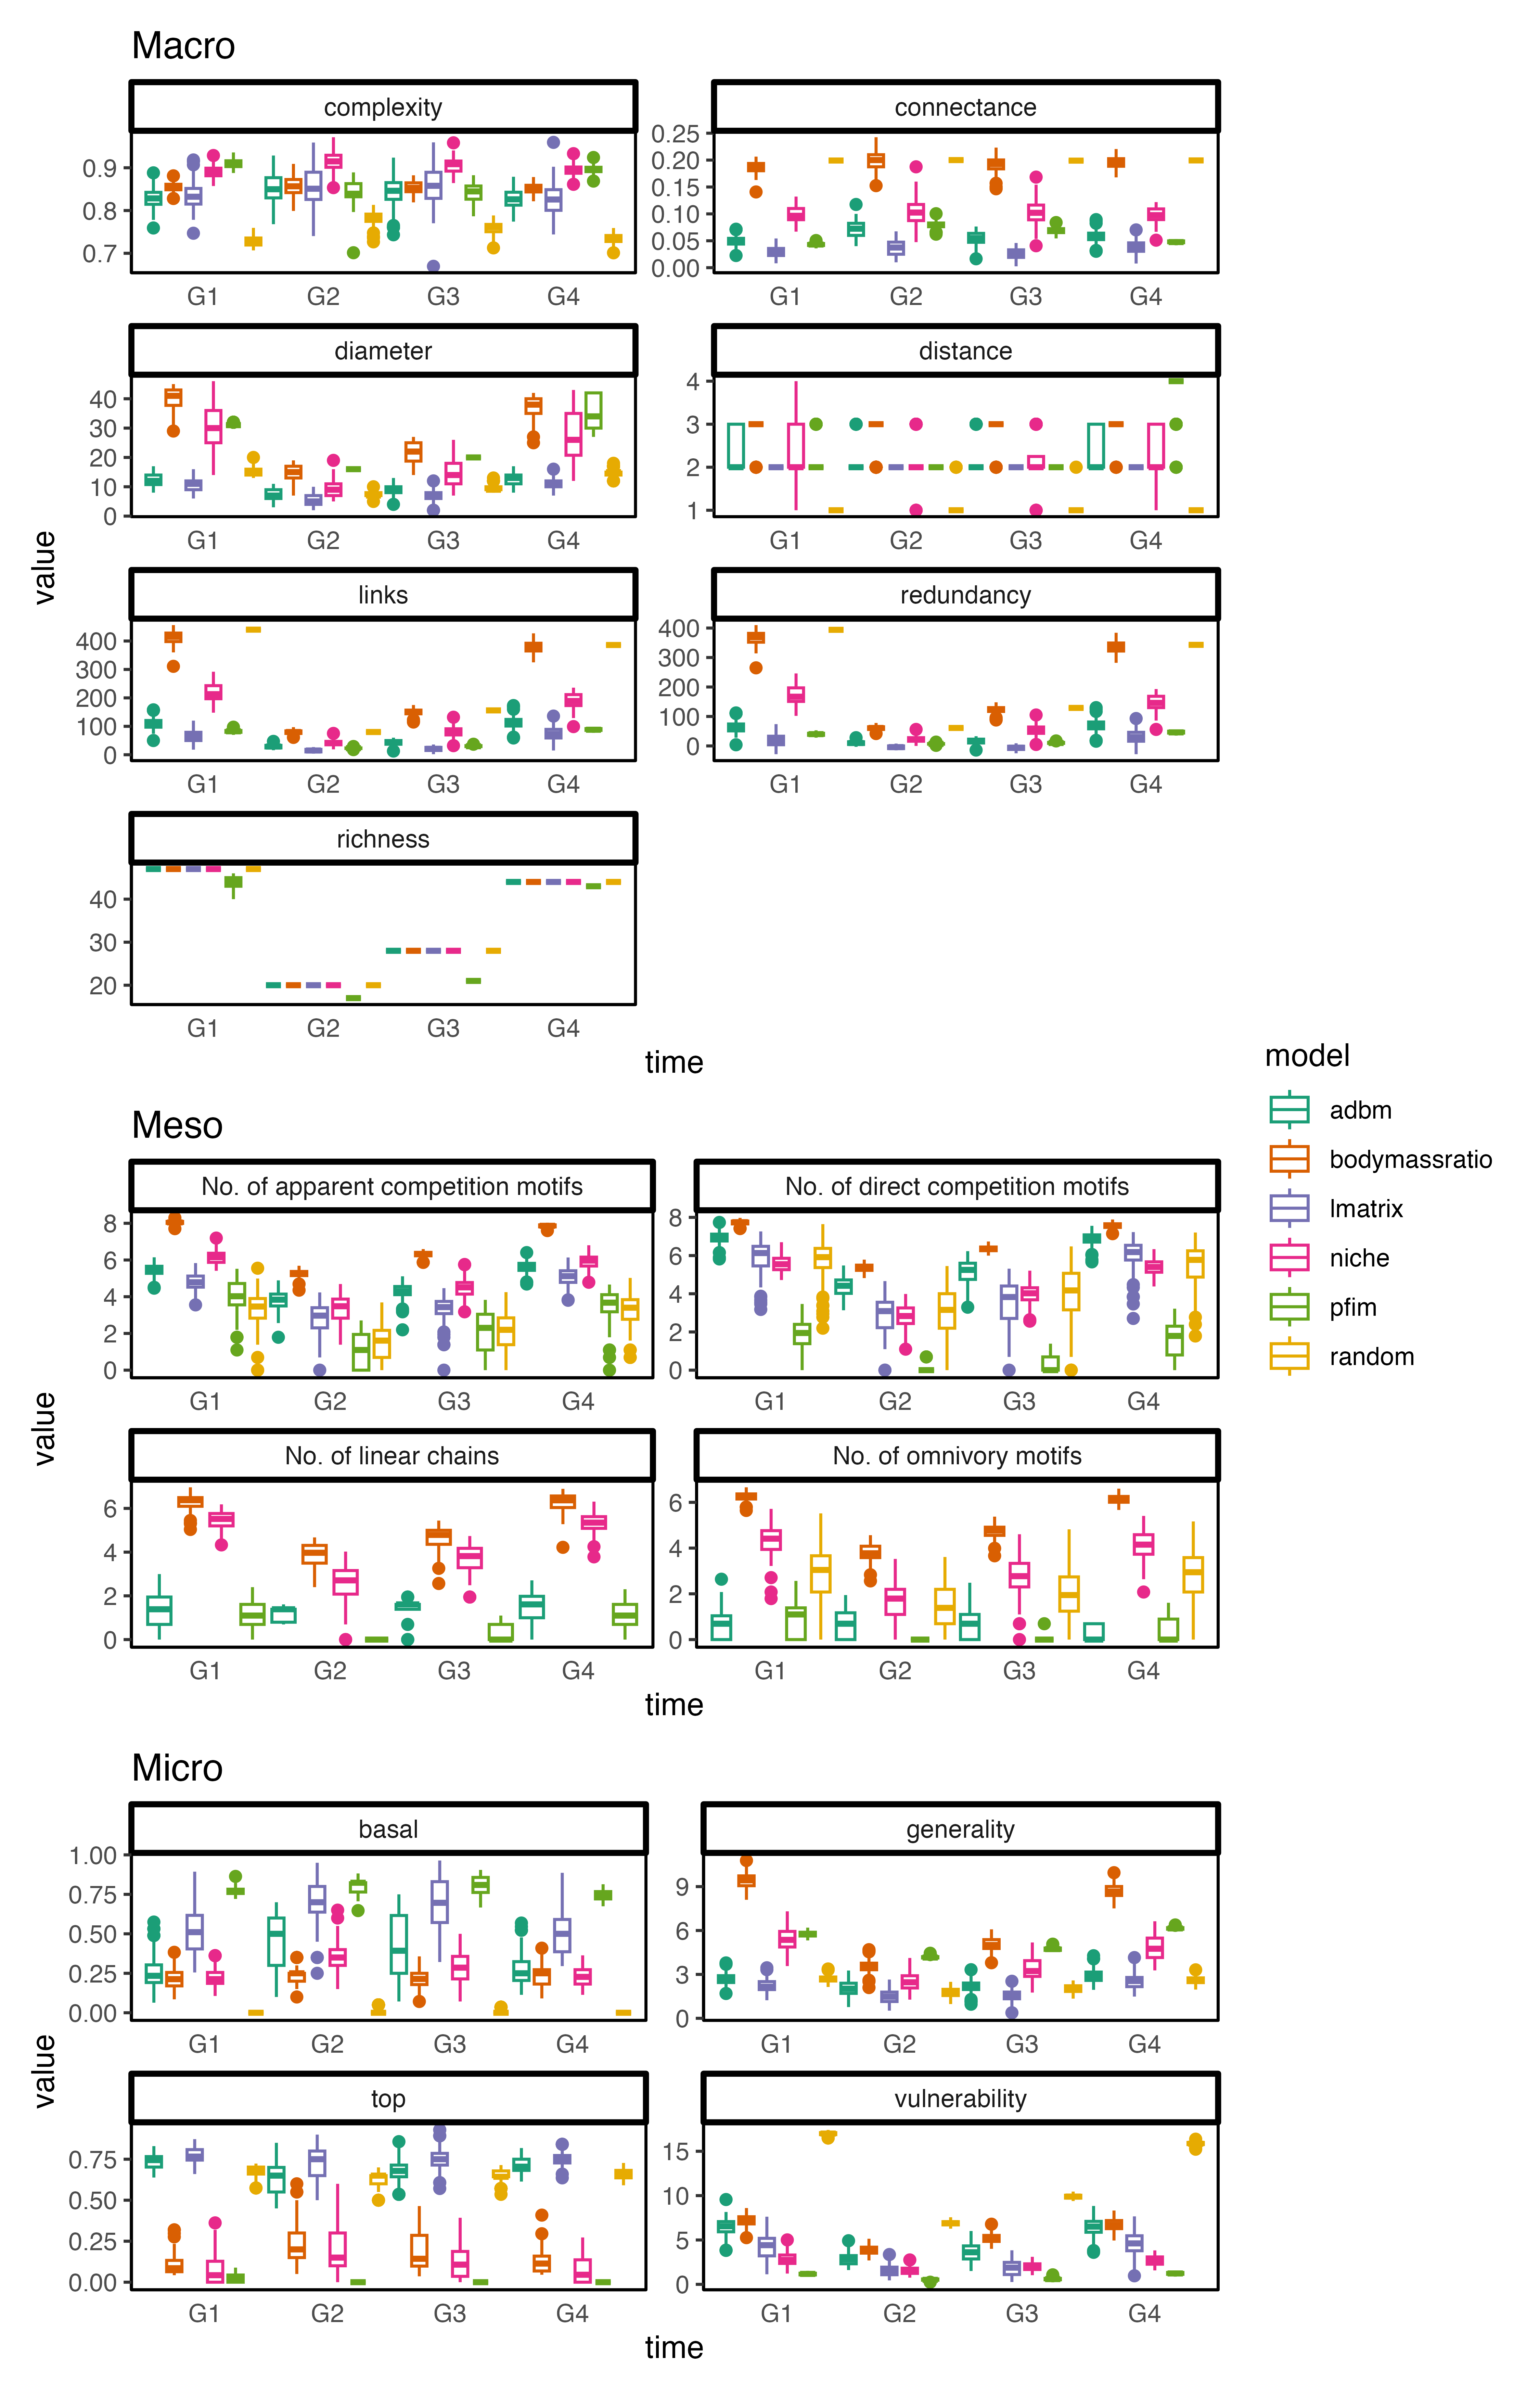 Macro
complexity
connectance
0.9
0.8
0.7
0.25
0.20
0.15
0.10
0.05
0.00
G1 G2 G3 G4
G1 G2 G3 G4
diameter
distance
40
30
20
10
0
4
3
2
1
G1 G2 G3 G4
G1 G2 G3 G4
value
links
redundancy
400
300
200
100
0
400
300
200
100
0
G1 G2 G3 G4
G1 G2 G3 G4
richness
40
30
20
G1 G2 G3 G4
time
model
adbm
bodymassratio
lmatrix
niche
pfim
random
Meso
No. of apparent competition motifs
No. of direct competition motifs
8
6
4
2
0
8
6
4
2
0
G1 G2 G3 G4
G1 G2 G3 G4
value
No. of linear chains
No. of omnivory motifs
6
4
2
0
6
4
2
0
G1 G2 G3 G4
G1 G2 G3 G4
time
Micro
basal
generality
1.00
0.75
0.50
0.25
0.00
9
6
3
0
G1 G2 G3 G4
G1 G2 G3 G4
value
top
vulnerability
0.75
0.50
0.25
0.00
15
10
5
0
G1 G2 G3 G4
G1 G2 G3 G4
time